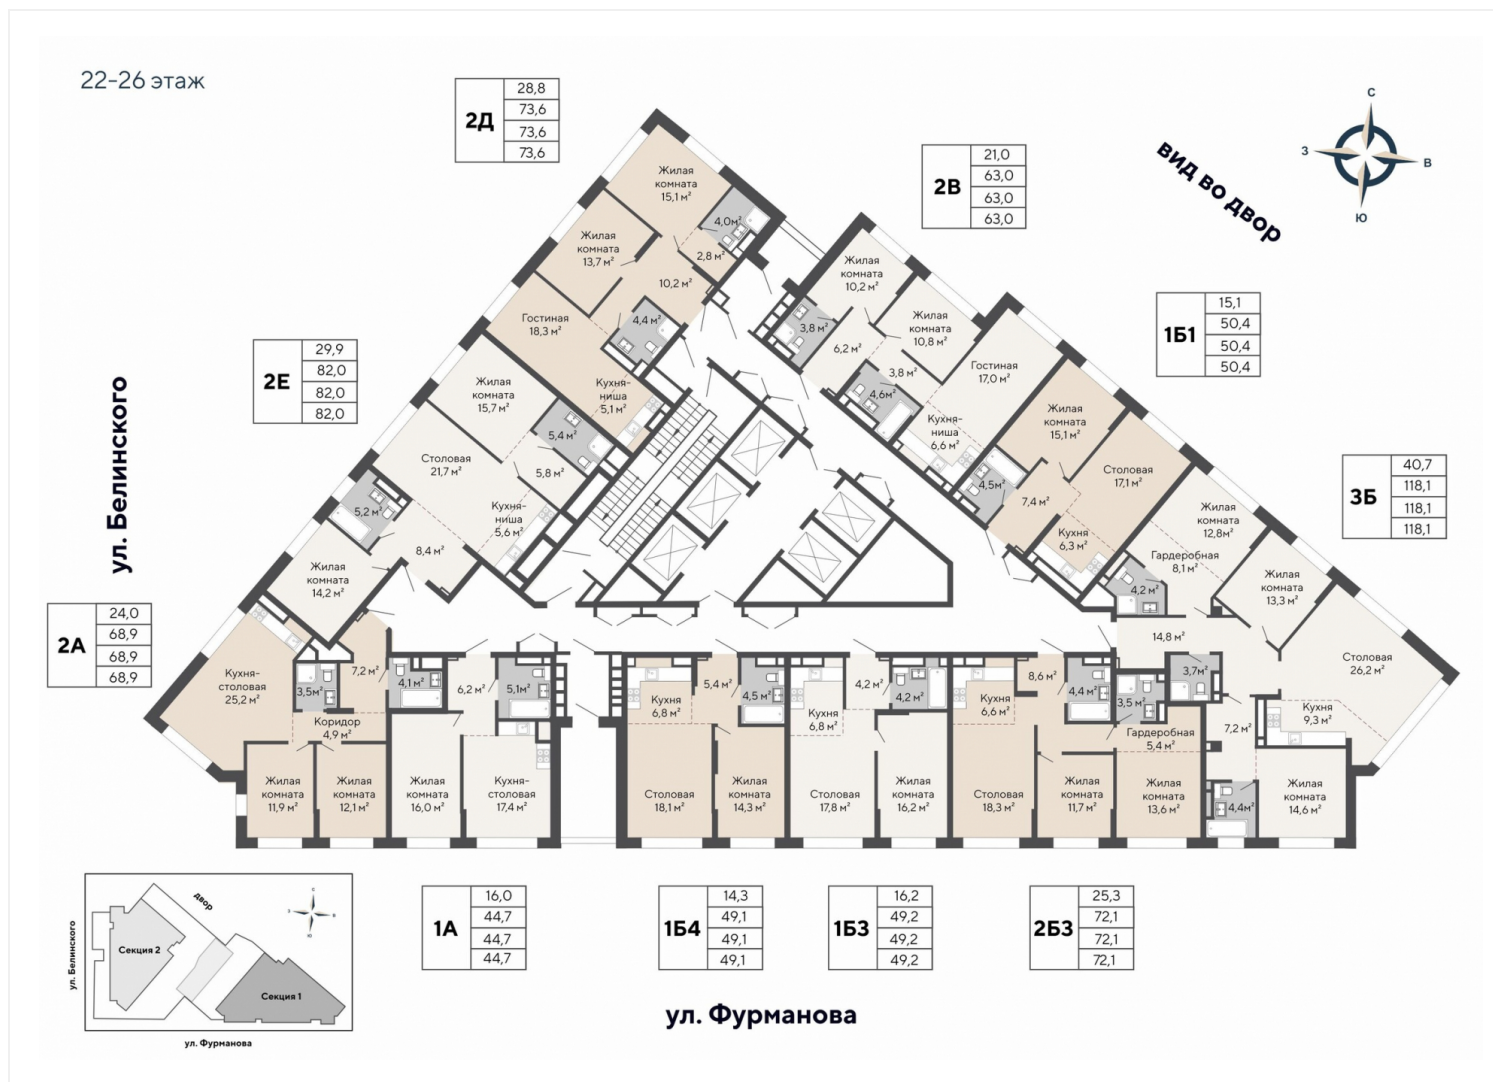 22-26 этаж
2Д
28,8
73,6
73,6
73,6
2В
21,0
63,0
63,0
63,0
вид во двор
С
З
В
Ю
1Б1
15,1
50,4
50,4
50,4
2Е
29,9
82,0
82,0
82,0
3Б
40,7
118,1
118,1
118,1
ул. Белинского
2А
24,0
68,9
68,9
68,9
Жилая
комната
15,1 м²
4,0м²
2,8 м²
Жилая
комната
13,7 м²
10,2 м²
Гостиная
18,3 м²
4,4 м²
Кухня-
ниша
5,1 м²
Жилая
комната
15,7 м²
5,4 м²
5,8 м²
Столовая
21,7 м²
Кухня-
ниша
5,6 м²
5,2 м²
8,4 м²
Жилая
комната
14,2 м²
Жилая
комната
10,2 м²
3,8 м²
6,2 м²
Жилая
комната
10,8 м²
3,8 м²
4,6м²
Гостиная
17,0 м²
Кухня-
ниша
6,6 м²
Жилая
комната
15,1 м²
4,5м²
7,4 м²
Столовая
17,1 м²
Кухня
6,3 м²
Жилая
комната
12,8м²
Гардеробная
8,1 м²
4,2 м²
Жилая
комната
13,3 м²
14,8 м²
3,7м²
Столовая
26,2 м²
Кухня
9,3 м²
7,2 м²
4,4м²
Жилая
комната
14,6 м²
Кухня-
столовая
25,2 м²
3,5м²
7,2 м²
Коридор
4,9 м²
Жилая
комната
11,9 м²
Жилая
комната
12,1 м²
4,1 м²
6,2 м²
5,1 м²
Жилая
комната
16,0 м²
Кухня-
столовая
17,4 м²
Кухня
6,8 м²
5,4 м²
4,5 м²
Столовая
18,1 м²
Жилая
комната
14,3 м²
Кухня
6,8 м²
4,2 м²
4,2 м²
Столовая
17,8 м²
Жилая
комната
16,2 м²
Кухня
6,6 м²
8,6 м²
4,4 м²
3,5 м²
Гардеробная
5,4 м²
Столовая
18,3 м²
Жилая
комната
11,7 м²
Жилая
комната
13,6 м²
1А
16,0
44,7
44,7
44,7
1Б4
14,3
49,1
49,1
49,1
1Б3
16,2
49,2
49,2
49,2
2Б3
25,3
72,1
72,1
72,1
ул. Фурманова
двор
С
З
В
Ю
ул. Белинского
Секция 2
Секция 1
ул. Фурманова